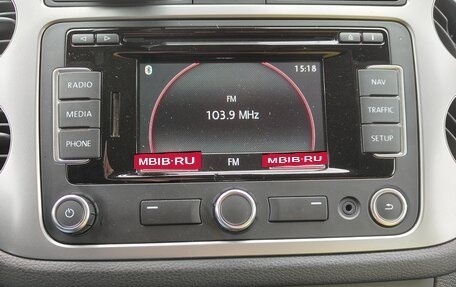 15:18
RADIO
NAV
FM
MEDIA
103.9 MHz
TRAFFIC
PHONE
SETUP
MBIB-RU
FM
MBIB-RU